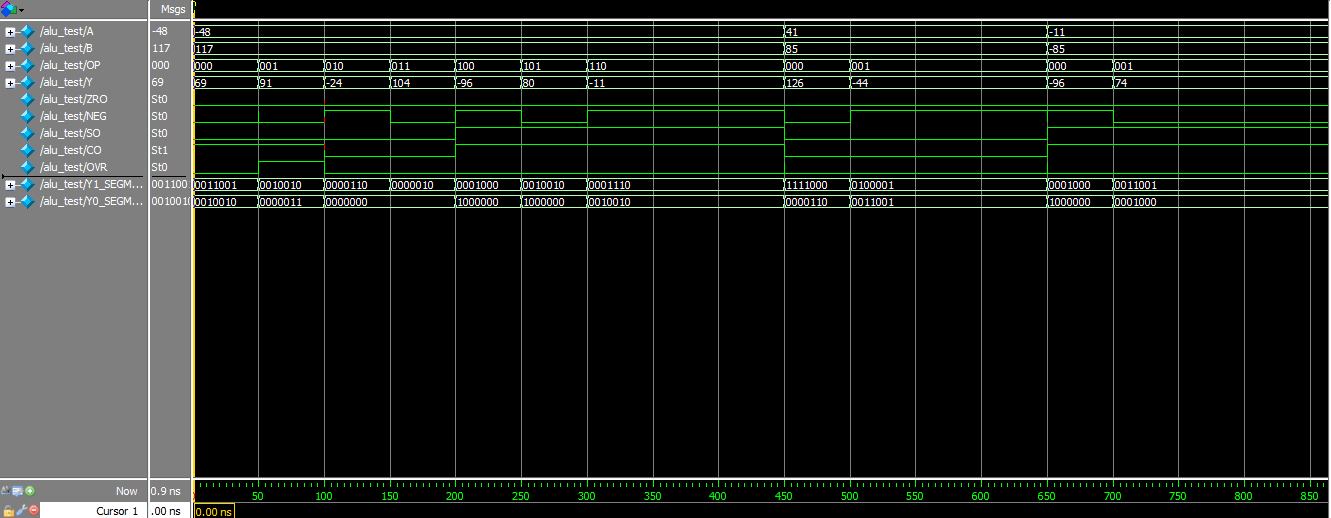 Msgs
/alu_test/A -48 -48 41 -11
/alu_test/B 117 117 85 -85
/alu_test/OP 000 000 001 010 011 100 101 110 000 001 000 001
/alu_test/Y 69 69 91 -24 104 -96 80 -11 126 -44 -96 74
/alu_test/ZRO St0
/alu_test/NEG St0
/alu_test/SO St0
/alu_test/CO St1
/alu_test/OVR St0
/alu_test/Y1_SEGM... 001100 0011001 0010010 0000110 0000010 0001000 0010010 0001110 1111000 0100001 0001000 0011001
/alu_test/Y0_SEGM... 0010010 0010010 0000011 0000000 1000000 1000000 0010010 0000110 0011001 1000000 0001000
Now 0.9 ns 50 100 150 200 250 300 350 400 450 500 550 600 650 700 750 800 850
Cursor 1 .00 ns 0.00 ns